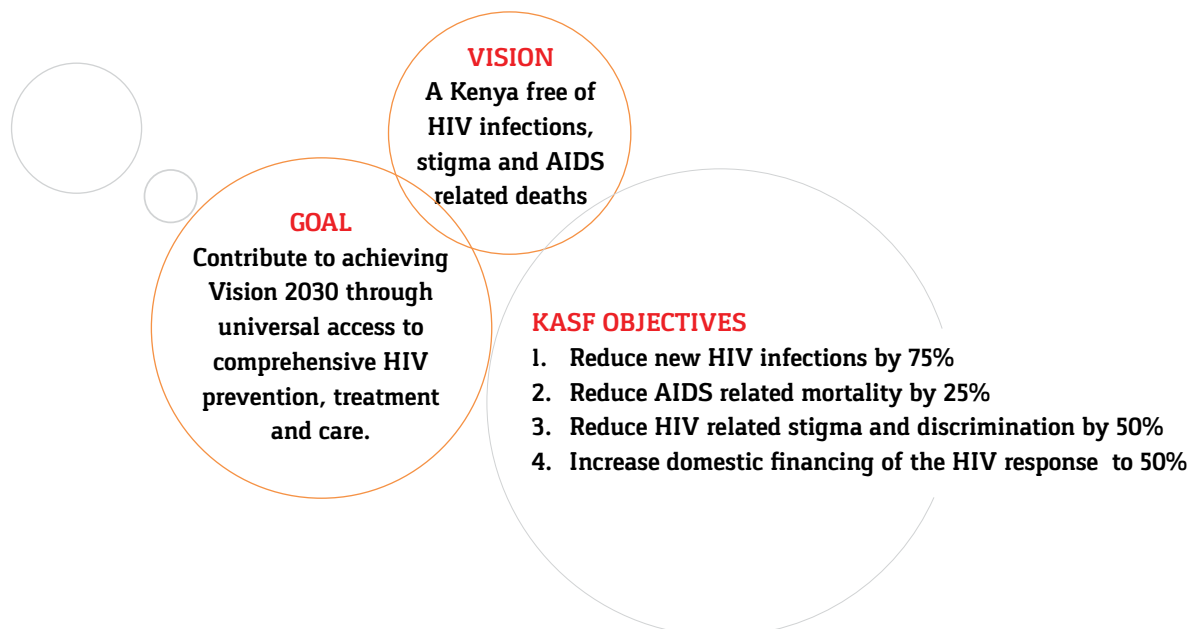 VISION
A Kenya free of
HIV infections,
stigma and AIDS
related deaths
GOAL
Contribute to achieving
Vision 2030 through
universal access to
comprehensive HIV
prevention, treatment
and care.
KASF OBJECTIVES
1. Reduce new HIV infections by 75%
2. Reduce AIDS related mortality by 25%
3. Reduce HIV related stigma and discrimination by 50%
4. Increase domestic financing of the HIV response to 50%